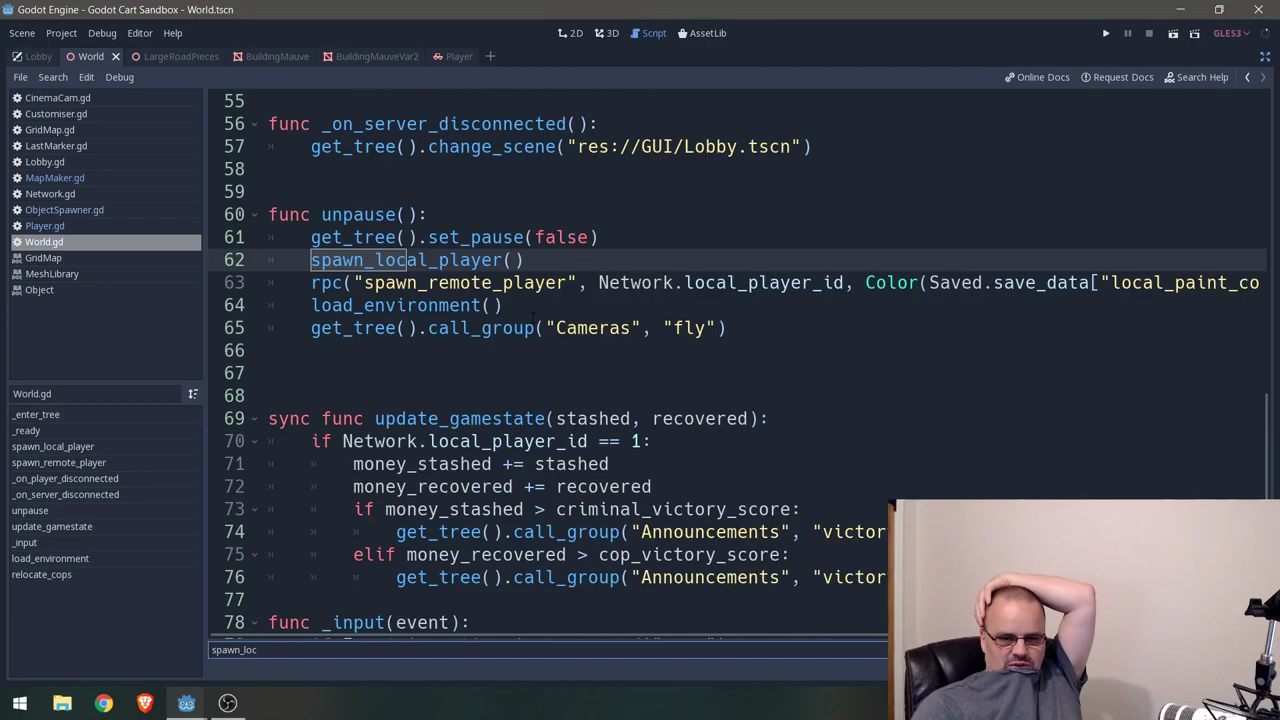 Godot Engine - Godot Cart Sandbox - World.tscn
Scene Project Debug Editor Help 2D 3D Script AssetLib GLES3
Lobby World LargeRoadPieces BuildingMauve BuildingMauveVar2 Player
File Search Edit Debug Online Docs Request Docs Search Help
CinemaCam.gd
Customiser.gd
GridMap.gd
LastMarker.gd
Lobby.gd
MapMaker.gd
Network.gd
ObjectSpawner.gd
Player.gd
World.gd
GridMap
MeshLibrary
Object
World.gd
_enter_tree
_ready
spawn_local_player
spawn_remote_player
_on_player_disconnected
_on_server_disconnected
unpause
update_gamestate
_input
load_environment
relocate_cops
55
56 func _on_server_disconnected():
57 get_tree().change_scene("res://GUI/Lobby.tscn")
58
59
60 func unpause():
61 get_tree().set_pause(false)
62 spawn_local_player()
63 rpc("spawn_remote_player", Network.local_player_id, Color(Saved.save_data["local_paint_co
64 load_environment()
65 get_tree().call_group("Cameras", "fly")
66
67
68
69 sync func update_gamestate(stashed, recovered):
70 if Network.local_player_id == 1:
71 money_stashed += stashed
72 money_recovered += recovered
73 if money_stashed > criminal_victory_score:
74 get_tree().call_group("Announcements", "victor
75 elif money_recovered > cop_victory_score:
76 get_tree().call_group("Announcements", "victor
77
78 func _input(event):
spawn_loc